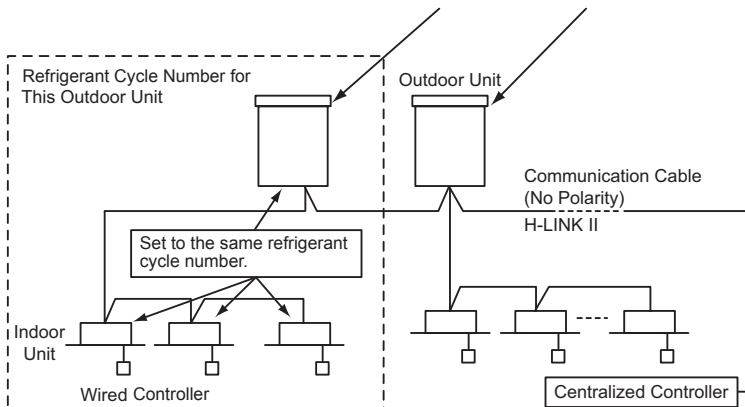 Refrigerant Cycle Number for
This Outdoor Unit
Outdoor Unit
Communication Cable
(No Polarity)
H-LINK II
Set to the same refrigerant
cycle number.
Indoor
Unit
Wired Controller
Centralized Controller